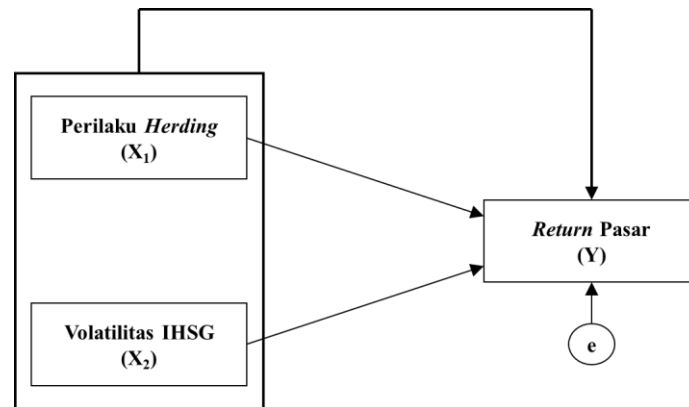 Perilaku Herding
(X₁)
Return Pasar
(Y)
Volatilitas IHSG
(X₂)
e